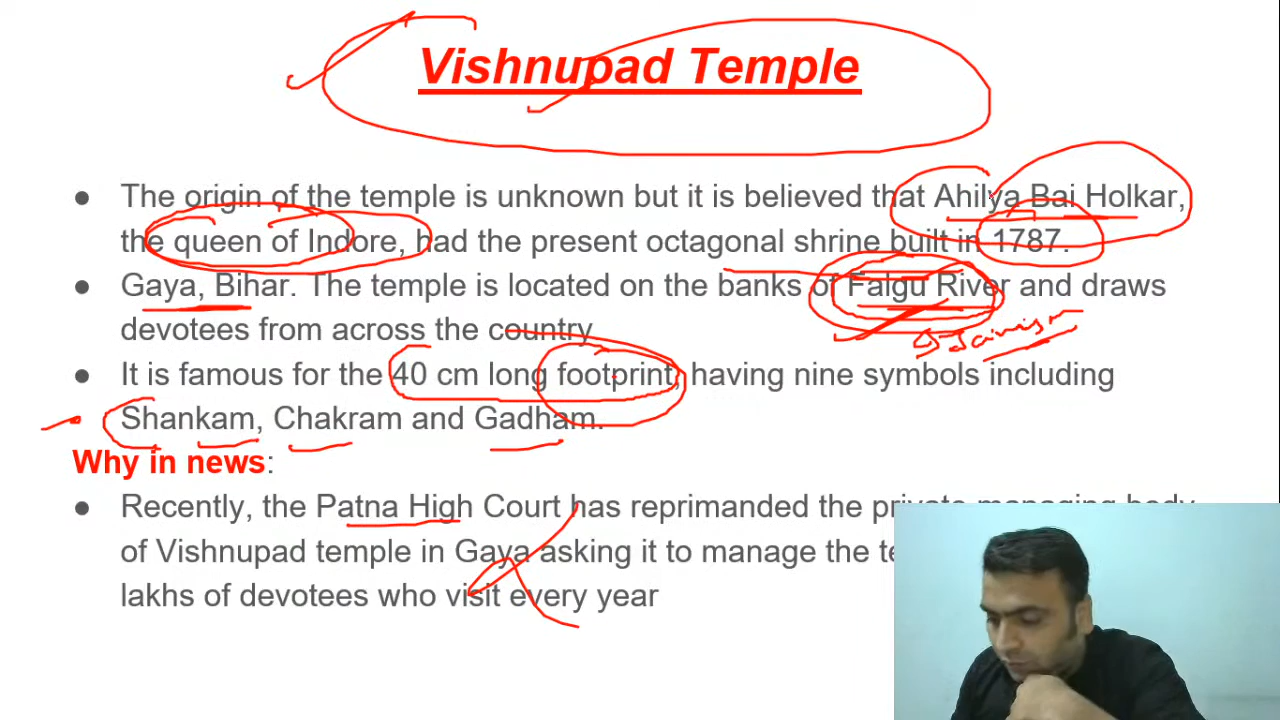 Vishnupad Temple
● The origin of the temple is unknown but it is believed that Ahilya Bai Holkar,
the queen of Indore, had the present octagonal shrine built in 1787.
● Gaya, Bihar. The temple is located on the banks of Falgu River and draws
devotees from across the country
Jainism
● It is famous for the 40 cm long footprint, having nine symbols including
Shankam, Chakram and Gadham.
Why in news:
● Recently, the Patna High Court has reprimanded the private managing body
of Vishnupad temple in Gaya asking it to manage the
lakhs of devotees who visit every year